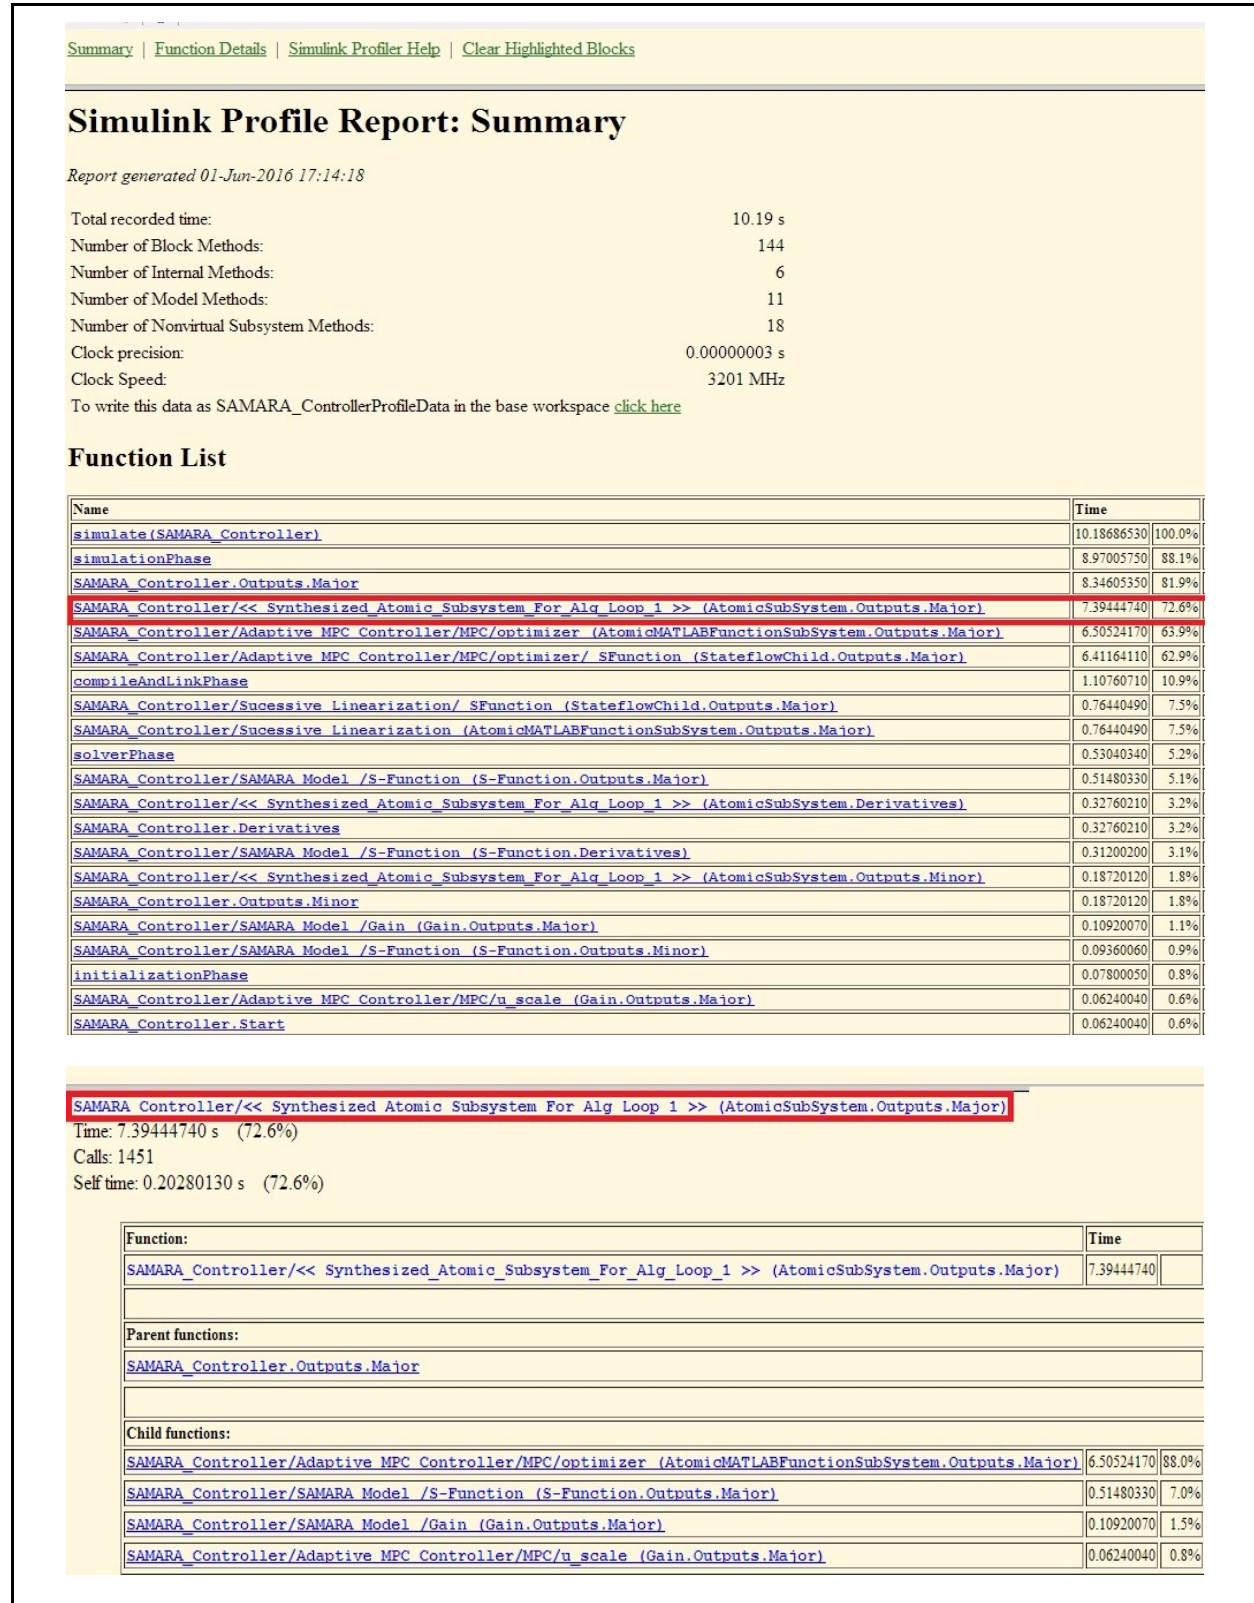 Summary | Function Details | Simulink Profiler Help | Clear Highlighted Blocks
Simulink Profile Report: Summary
Report generated 01-Jun-2016 17:14:18
Total recorded time: 10.19 s
Number of Block Methods: 144
Number of Internal Methods: 6
Number of Model Methods: 11
Number of Nonvirtual Subsystem Methods: 18
Clock precision: 0.00000003 s
Clock Speed: 3201 MHz
To write this data as SAMARA_ControllerProfileData in the base workspace click here
Function List
Name Time
simulate(SAMARA_Controller) 10.18686530 100.0%
simulationPhase 8.97005750 88.1%
SAMARA_Controller.Outputs.Major 8.34605350 81.9%
SAMARA_Controller/<< Synthesized_Atomic_Subsystem_For_Alg_Loop_1 >> (AtomicSubSystem.Outputs.Major) 7.39444740 72.6%
SAMARA_Controller/Adaptive MPC Controller/MPC/optimizer (AtomicMATLABFunctionSubSystem.Outputs.Major) 6.50524170 63.9%
SAMARA_Controller/Adaptive MPC Controller/MPC/optimizer/ SFunction (StateflowChild.Outputs.Major) 6.41164110 62.9%
compileAndLinkPhase 1.10760710 10.9%
SAMARA_Controller/Sucessive Linearization/ SFunction (StateflowChild.Outputs.Major) 0.76440490 7.5%
SAMARA_Controller/Sucessive Linearization (AtomicMATLABFunctionSubSystem.Outputs.Major) 0.76440490 7.5%
solverPhase 0.53040340 5.2%
SAMARA_Controller/SAMARA Model /S-Function (S-Function.Outputs.Major) 0.51480330 5.1%
SAMARA_Controller/<< Synthesized_Atomic_Subsystem_For_Alg_Loop_1 >> (AtomicSubSystem.Derivatives) 0.32760210 3.2%
SAMARA_Controller.Derivatives 0.32760210 3.2%
SAMARA_Controller/SAMARA Model /S-Function (S-Function.Derivatives) 0.31200200 3.1%
SAMARA_Controller/<< Synthesized_Atomic_Subsystem_For_Alg_Loop_1 >> (AtomicSubSystem.Outputs.Minor) 0.18720120 1.8%
SAMARA_Controller.Outputs.Minor 0.18720120 1.8%
SAMARA_Controller/SAMARA Model /Gain (Gain.Outputs.Major) 0.10920070 1.1%
SAMARA_Controller/SAMARA Model /S-Function (S-Function.Outputs.Minor) 0.09360060 0.9%
initializationPhase 0.07800050 0.8%
SAMARA_Controller/Adaptive MPC Controller/MPC/u_scale (Gain.Outputs.Major) 0.06240040 0.6%
SAMARA_Controller.Start 0.06240040 0.6%
SAMARA_Controller/<< Synthesized_Atomic_Subsystem_For_Alg_Loop_1 >> (AtomicSubSystem.Outputs.Major)
Time: 7.39444740 s (72.6%)
Calls: 1451
Self time: 0.20280130 s (72.6%)
Function: Time
SAMARA_Controller/<< Synthesized_Atomic_Subsystem_For_Alg_Loop_1 >> (AtomicSubSystem.Outputs.Major) 7.39444740
Parent functions:
SAMARA_Controller.Outputs.Major
Child functions:
SAMARA_Controller/Adaptive MPC Controller/MPC/optimizer (AtomicMATLABFunctionSubSystem.Outputs.Major) 6.50524170 88.0%
SAMARA_Controller/SAMARA Model /S-Function (S-Function.Outputs.Major) 0.51480330 7.0%
SAMARA_Controller/SAMARA Model /Gain (Gain.Outputs.Major) 0.10920070 1.5%
SAMARA_Controller/Adaptive MPC Controller/MPC/u_scale (Gain.Outputs.Major) 0.06240040 0.8%